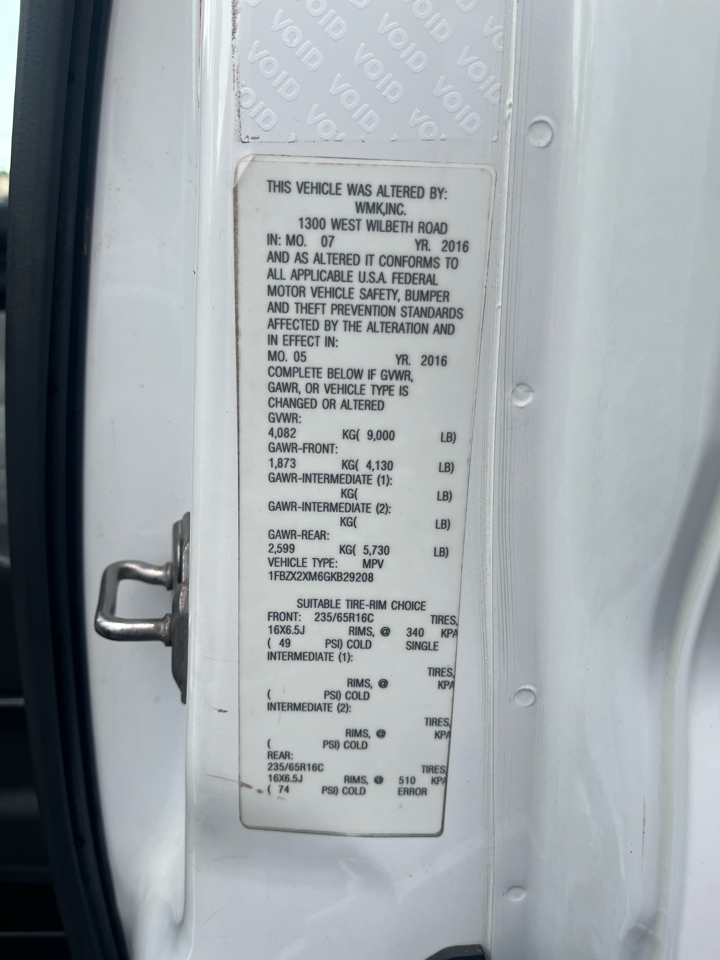 VOID VOID VOID
VOID VOID VOID VOID
VOID VOID VOID
THIS VEHICLE WAS ALTERED BY:
WMK,INC.
1300 WEST WILBETH ROAD
IN: MO. 07 YR. 2016
AND AS ALTERED IT CONFORMS TO
ALL APPLICABLE U.S.A. FEDERAL
MOTOR VEHICLE SAFETY, BUMPER
AND THEFT PREVENTION STANDARDS
AFFECTED BY THE ALTERATION AND
IN EFFECT IN:
MO. 05 YR. 2016
COMPLETE BELOW IF GVWR,
GAWR, OR VEHICLE TYPE IS
CHANGED OR ALTERED
GVWR:
4,082 KG( 9,000 LB)
GAWR-FRONT:
1,873 KG( 4,130 LB)
GAWR-INTERMEDIATE (1):
KG( LB)
GAWR-INTERMEDIATE (2):
KG( LB)
GAWR-REAR:
2,599 KG( 5,730 LB)
VEHICLE TYPE: MPV
1FBZX2XM6GKB29208
SUITABLE TIRE-RIM CHOICE
FRONT: 235/65R16C TIRES,
16X6.5J RIMS, @ 340 KPA
( 49 PSI) COLD SINGLE
INTERMEDIATE (1):
TIRES,
RIMS, @ KPA
( PSI) COLD
INTERMEDIATE (2):
TIRES,
RIMS, @ KPA
( PSI) COLD
REAR:
235/65R16C TIRES,
16X6.5J RIMS, @ 510 KPA
( 74 PSI) COLD ERROR